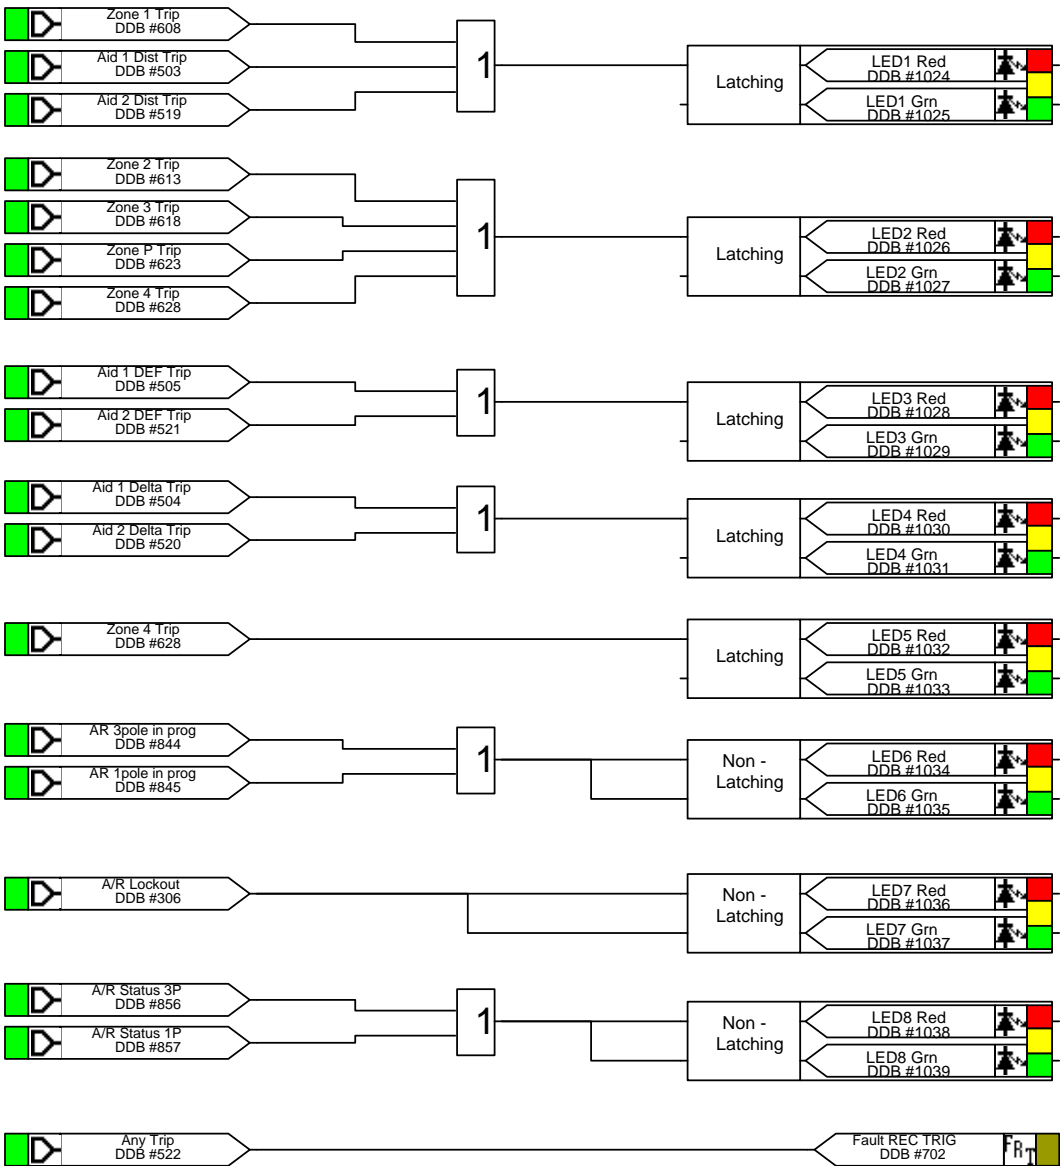 Zone 1 Trip
DDB #608
Aid 1 Dist Trip
DDB #503
Aid 2 Dist Trip
DDB #519
1
Latching
LED1 Red
DDB #1024
LED1 Grn
DDB #1025
Zone 2 Trip
DDB #613
Zone 3 Trip
DDB #618
Zone P Trip
DDB #623
Zone 4 Trip
DDB #628
1
Latching
LED2 Red
DDB #1026
LED2 Grn
DDB #1027
Aid 1 DEF Trip
DDB #505
Aid 2 DEF Trip
DDB #521
1
Latching
LED3 Red
DDB #1028
LED3 Grn
DDB #1029
Aid 1 Delta Trip
DDB #504
Aid 2 Delta Trip
DDB #520
1
Latching
LED4 Red
DDB #1030
LED4 Grn
DDB #1031
Zone 4 Trip
DDB #628
Latching
LED5 Red
DDB #1032
LED5 Grn
DDB #1033
AR 3pole in prog
DDB #844
AR 1pole in prog
DDB #845
1
Non -
Latching
LED6 Red
DDB #1034
LED6 Grn
DDB #1035
A/R Lockout
DDB #306
Non -
Latching
LED7 Red
DDB #1036
LED7 Grn
DDB #1037
A/R Status 3P
DDB #856
A/R Status 1P
DDB #857
1
Non -
Latching
LED8 Red
DDB #1038
LED8 Grn
DDB #1039
Any Trip
DDB #522
Fault REC TRIG
DDB #702
FRT